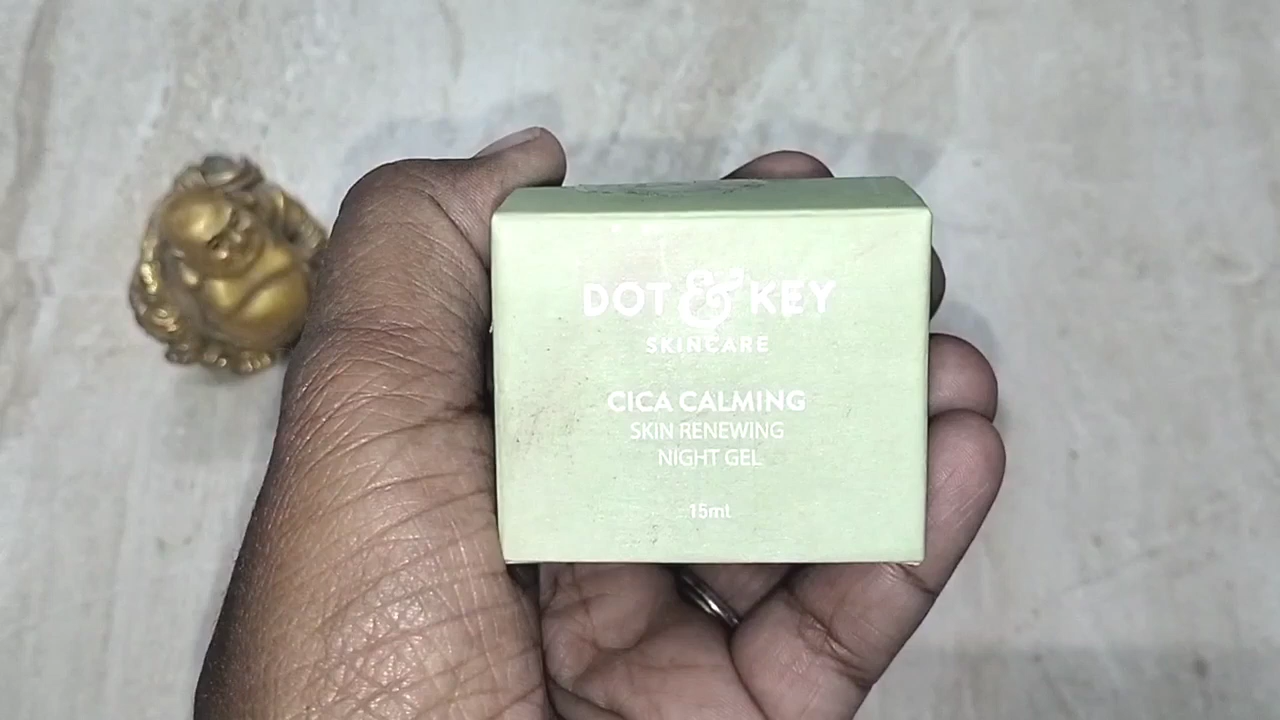 DOT & KEY
SKINCARE
CICA CALMING
SKIN RENEWING
NIGHT GEL
15ml